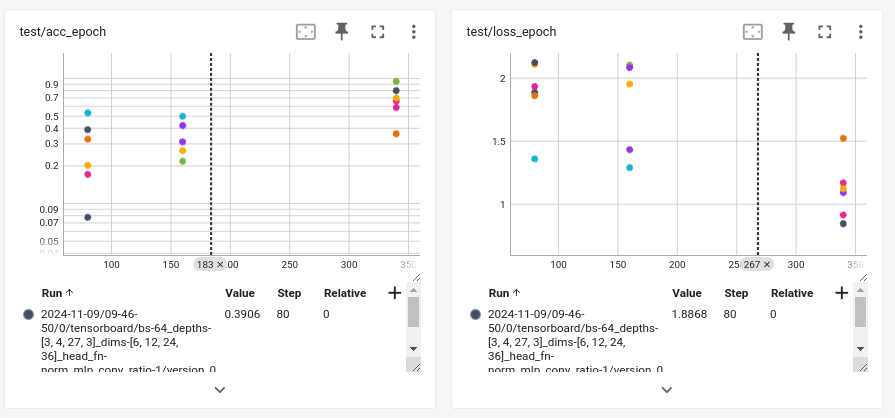 test/acc_epoch
0.9
0.7
0.5
0.4
0.3
0.2
0.09
0.07
0.05
0.04
100 150 183 × 200 250 300 350
Run ↑ Value Step Relative +
2024-11-09/09-46- 0.3906 80 0
50/0/tensorboard/bs-64_depths-
[3, 4, 27, 3]_dims-[6, 12, 24,
36]_head_fn-
norm_mlp_conv_ratio-1/version_0
test/loss_epoch
2
1.5
1
100 150 200 25 267 × 300 350
Run ↑ Value Step Relative +
2024-11-09/09-46- 1.8868 80 0
50/0/tensorboard/bs-64_depths-
[3, 4, 27, 3]_dims-[6, 12, 24,
36]_head_fn-
norm_mlp_conv_ratio-1/version_0